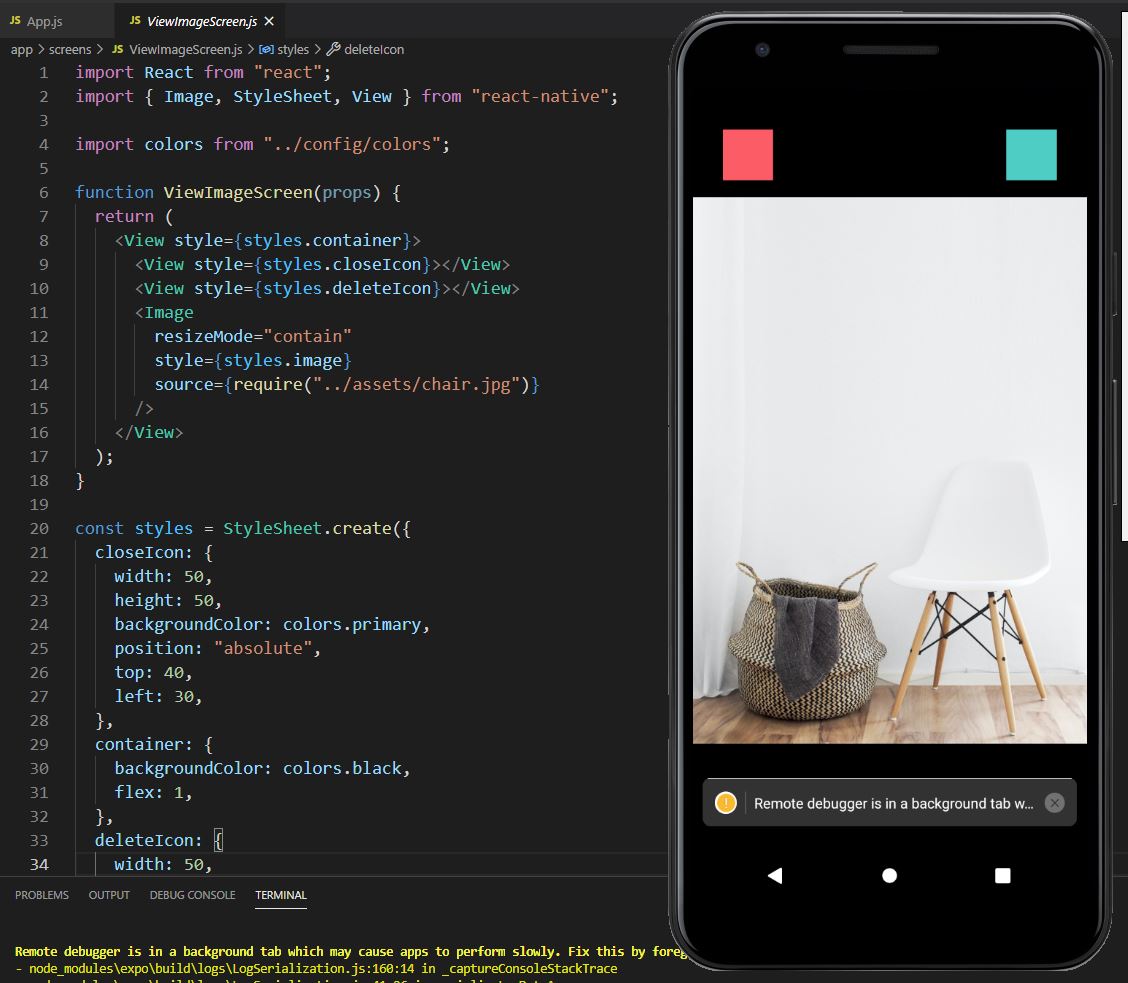 JS App.js
JS ViewImageScreen.js
app > screens > JS ViewImageScreen.js > styles > deleteIcon
1 import React from "react";
2 import { Image, StyleSheet, View } from "react-native";
3
4 import colors from "../config/colors";
5
6 function ViewImageScreen(props) {
7 return (
8 <View style={styles.container}>
9 <View style={styles.closeIcon}></View>
10 <View style={styles.deleteIcon}></View>
11 <Image
12 resizeMode="contain"
13 style={styles.image}
14 source={require("../assets/chair.jpg")}
15 />
16 </View>
17 );
18 }
19
20 const styles = StyleSheet.create({
21 closeIcon: {
22 width: 50,
23 height: 50,
24 backgroundColor: colors.primary,
25 position: "absolute",
26 top: 40,
27 left: 30,
28 },
29 container: {
30 backgroundColor: colors.black,
31 flex: 1,
32 },
33 deleteIcon: {
34 width: 50,
PROBLEMS OUTPUT DEBUG CONSOLE TERMINAL
Remote debugger is in a background tab which may cause apps to perform slowly. Fix this by foreg
- node_modules\expo\build\logs\LogSerialization.js:160:14 in _captureConsoleStackTrace
Remote debugger is in a background tab w...